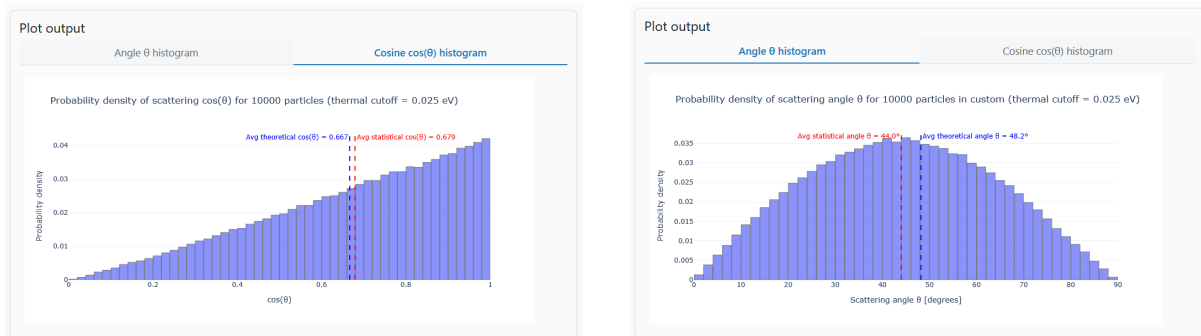 Plot output
Angle θ histogram
Cosine cos(θ) histogram
Probability density of scattering cos(θ) for 10000 particles (thermal cutoff = 0.025 eV)
Avg theoretical cos(θ) = 0.667
Avg statistical cos(θ) = 0.679
0.04
0.03
0.02
0.01
0
Probability density
0 0.2 0.4 0.6 0.8 1
cos(θ)
Plot output
Angle θ histogram
Cosine cos(θ) histogram
Probability density of scattering angle θ for 10000 particles in custom (thermal cutoff = 0.025 eV)
Avg statistical angle θ = 44.0°
Avg theoretical angle θ = 48.2°
0.035
0.03
0.025
0.02
0.015
0.01
0.005
0
Probability density
0 10 20 30 40 50 60 70 80 90
Scattering angle θ [degrees]